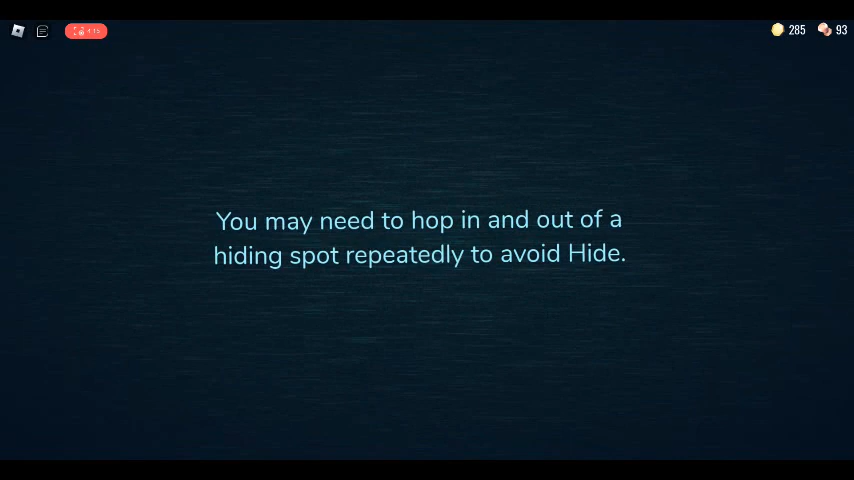 285 93
You may need to hop in and out of a
hiding spot repeatedly to avoid Hide.